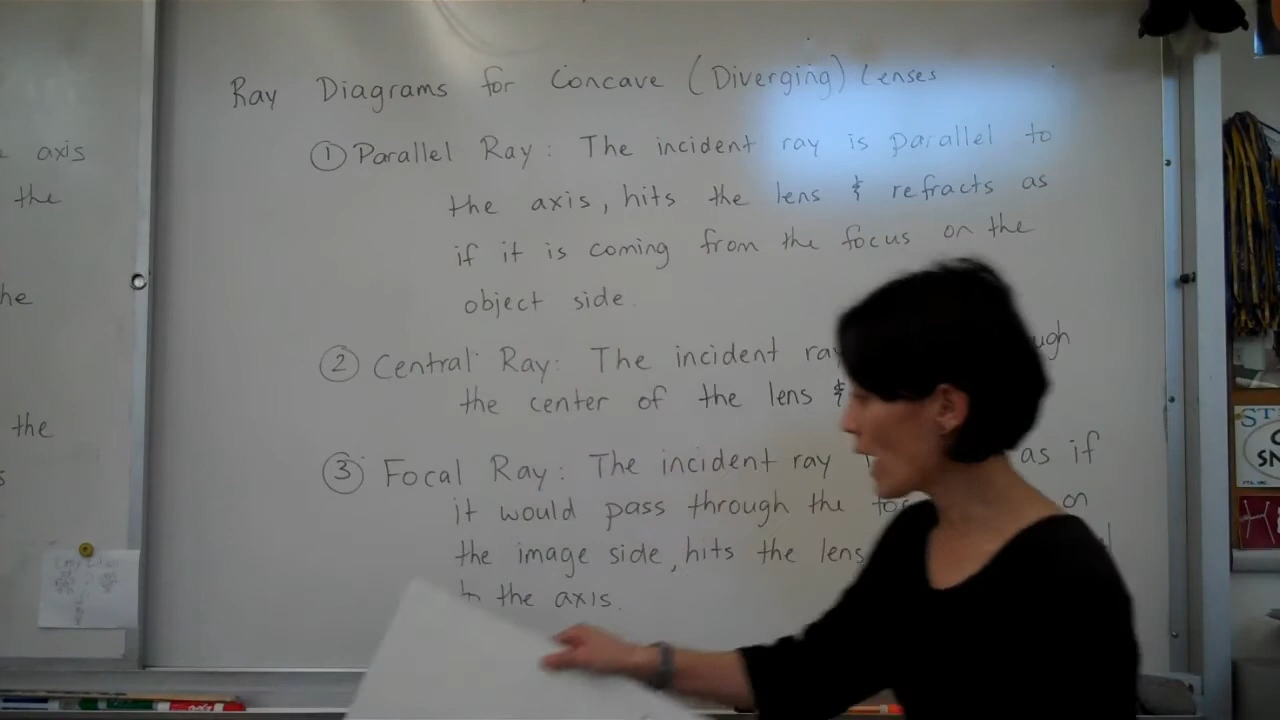 Ray Diagrams for Concave (Diverging) Lenses
axis
① Parallel Ray: The incident ray is parallel to
the
the axis, hits the lens & refracts as
if it is coming from the focus on the
object side.
② Central Ray: The incident ray
the center of the lens &
the
③ Focal Ray: The incident ray as if
it would pass through the on
the image side, hits the lens
the axis.